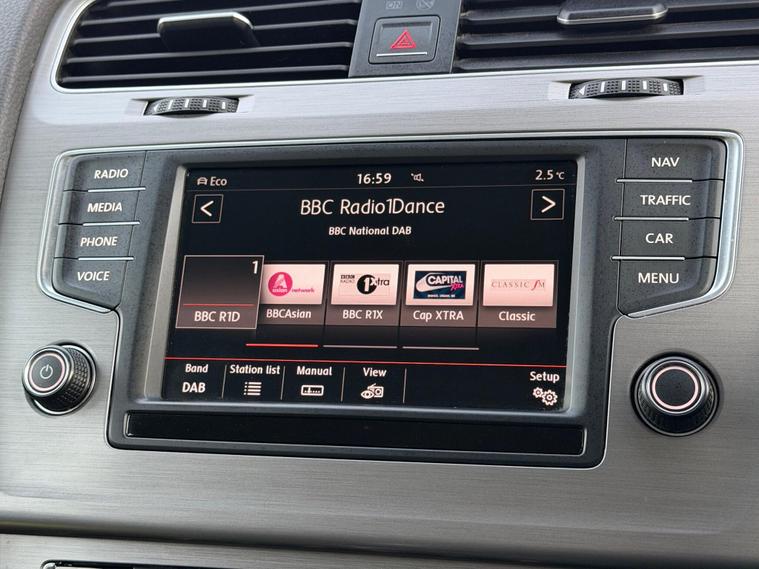 ON
RADIO
MEDIA
PHONE
VOICE
Eco
16:59
2.5°C
BBC Radio1Dance
BBC National DAB
1
BBC R1D
A
asian network
BBCAsian
BBC
RADIO
1Xtra
BBC R1X
CAPITAL
XTRA
Cap XTRA
CLASSIC fM
Classic
Band
DAB
Station list
Manual
View
Setup
NAV
TRAFFIC
CAR
MENU